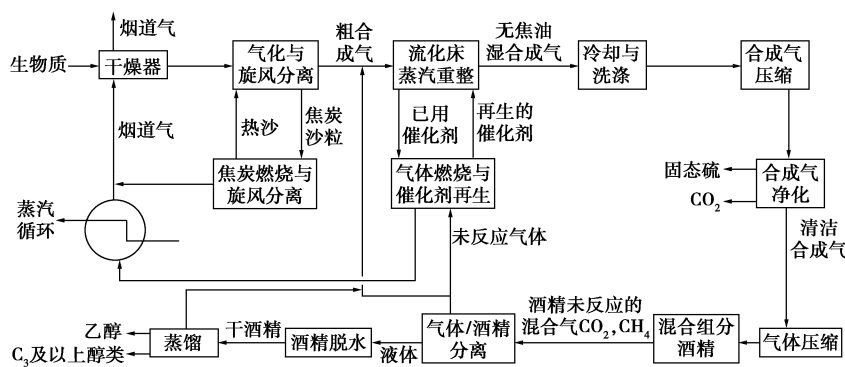 烟道气
生物质
干燥器
气化与
旋风分离
粗合
成气
流化床
蒸汽重整
无焦油
湿合成气
冷却与
洗涤
合成气
压缩
烟道气
热沙
焦炭
沙粒
已用
催化剂
再生的
催化剂
焦炭燃烧与
旋风分离
气体燃烧与
催化剂再生
固态硫
CO₂
合成气
净化
蒸汽
循环
未反应气体
清洁
合成气
乙醇
C₃及以上醇类
蒸馏
干酒精
酒精脱水
液体
气体/酒精
分离
酒精未反应的
混合气CO₂,CH₄
混合组分
酒精
气体压缩